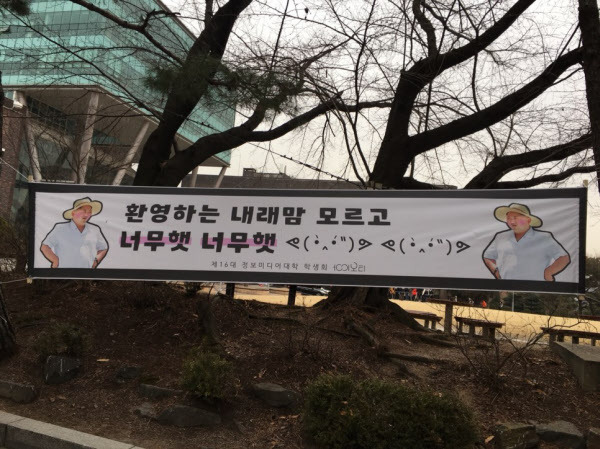 환영하는 내래맘 모르고
너무햇 너무햇 ᕙ(•̀‸•́‶)ᕗ ᕙ(•̀‸•́‶)ᕗ
제16대 정보미디어대학 학생회